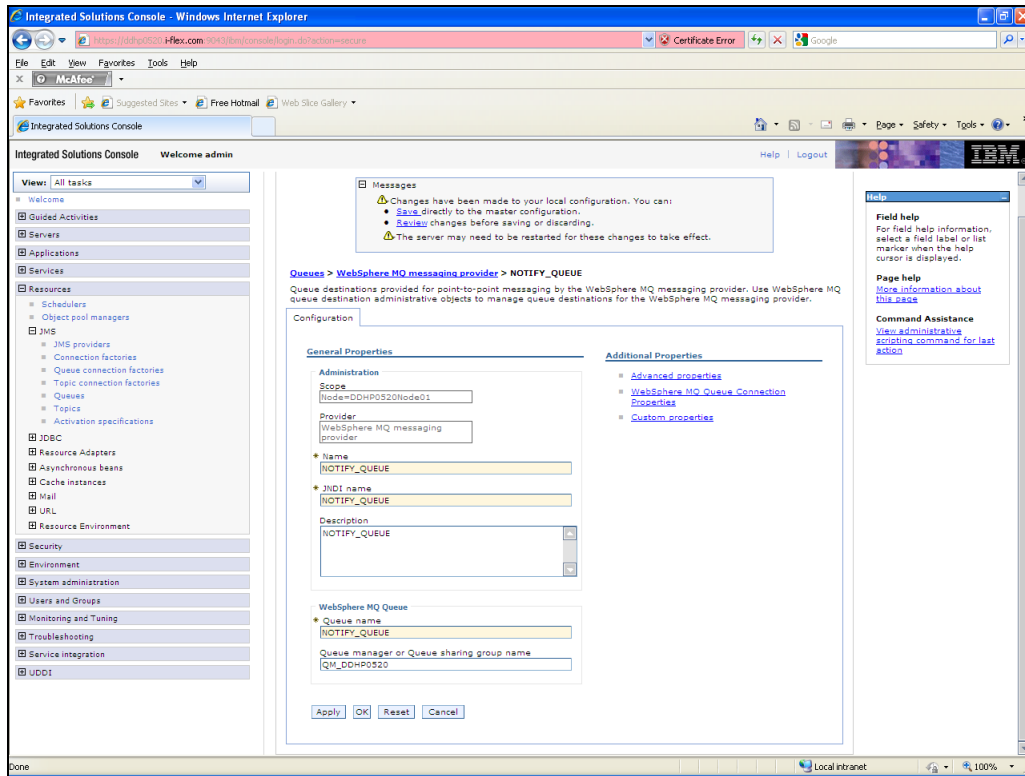 Integrated Solutions Console - Windows Internet Explorer
https://ddhp0520.i-flex.com:9043/ibm/console/login.do?action=secure
Certificate Error
Google
File Edit View Favorites Tools Help
McAfee
Favorites Suggested Sites Free Hotmail Web Slice Gallery
Integrated Solutions Console
Page Safety Tools
Integrated Solutions Console Welcome admin
Help | Logout
IBM
View: All tasks
Welcome
Guided Activities
Servers
Applications
Services
Resources
Schedulers
Object pool managers
JMS
JMS providers
Connection factories
Queue connection factories
Topic connection factories
Queues
Topics
Activation specifications
JDBC
Resource Adapters
Asynchronous beans
Cache instances
Mail
URL
Resource Environment
Security
Environment
System administration
Users and Groups
Monitoring and Tuning
Troubleshooting
Service integration
UDDI
Messages
Changes have been made to your local configuration. You can:
Save directly to the master configuration.
Review changes before saving or discarding.
The server may need to be restarted for these changes to take effect.
Queues > WebSphere MQ messaging provider > NOTIFY_QUEUE
Queue destinations provided for point-to-point messaging by the WebSphere MQ messaging provider. Use WebSphere MQ
queue destination administrative objects to manage queue destinations for the WebSphere MQ messaging provider.
Configuration
General Properties
Administration
Scope
Node=DDHP0520Node01
Provider
WebSphere MQ messaging
provider
* Name
NOTIFY_QUEUE
* JNDI name
NOTIFY_QUEUE
Description
NOTIFY_QUEUE
WebSphere MQ Queue
* Queue name
NOTIFY_QUEUE
Queue manager or Queue sharing group name
QM_DDHP0520
Apply OK Reset Cancel
Additional Properties
Advanced properties
WebSphere MQ Queue Connection
Properties
Custom properties
Help
Field help
For field help information,
select a field label or list
marker when the help
cursor is displayed.
Page help
More information about
this page
Command Assistance
View administrative
scripting command for last
action
Done
Local intranet
100%